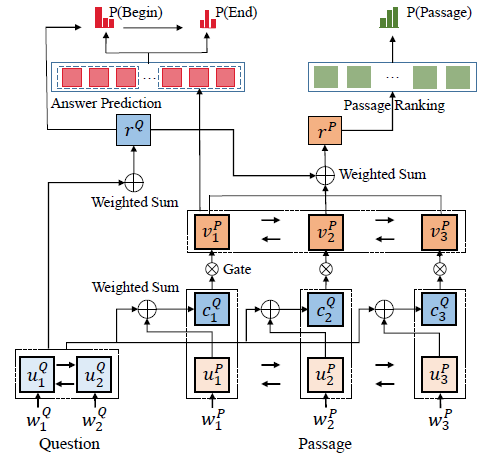 P(Begin) P(End) P(Passage)
Answer Prediction Passage Ranking
r^Q r^P
Weighted Sum
Weighted Sum
v_1^P v_2^P v_3^P
Weighted Sum Gate
c_1^Q c_2^Q c_3^Q
u_1^Q u_2^Q u_1^P u_2^P u_3^P
w_1^Q w_2^Q w_1^P w_2^P w_3^P
Question Passage